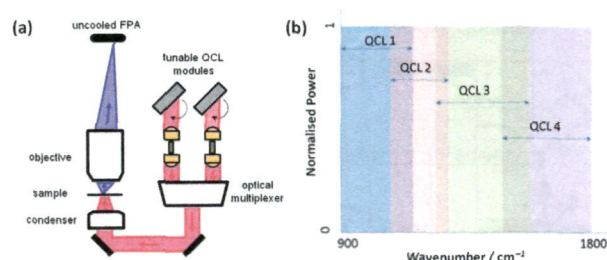 (a)
uncooled FPA
tunable QCL
modules
objective
sample
condenser
optical
multiplexer
(b)
1
QCL 1
QCL 2
QCL 3
QCL 4
Normalised Power
0
900
1800
Wavenumber / cm⁻¹